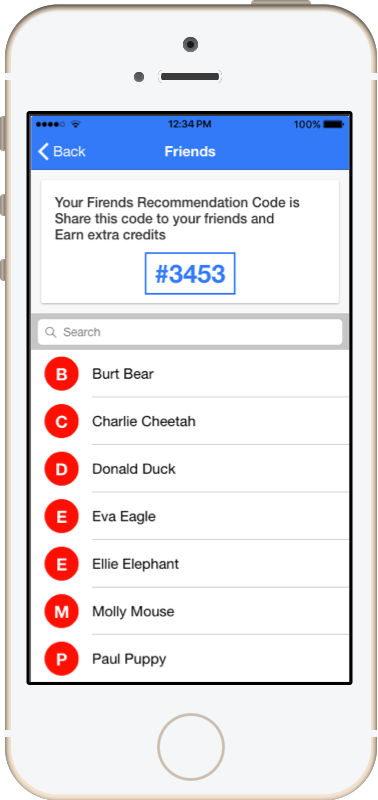 12:34 PM 100%
Back Friends
Your Firends Recommendation Code is
Share this code to your friends and
Earn extra credits
#3453
Search
B Burt Bear
C Charlie Cheetah
D Donald Duck
E Eva Eagle
E Ellie Elephant
M Molly Mouse
P Paul Puppy